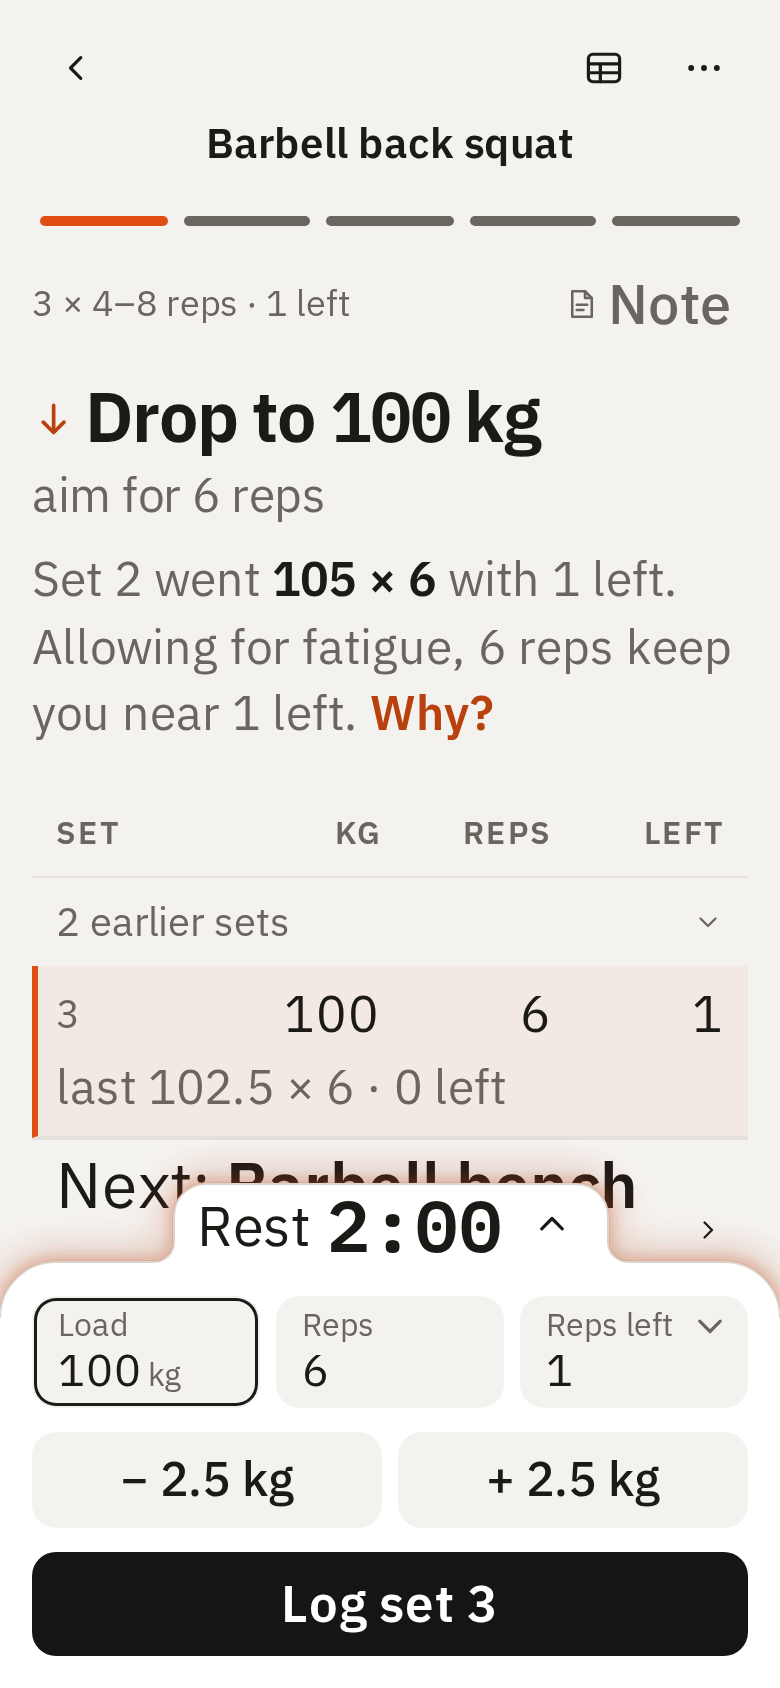 Barbell back squat
3 × 4–8 reps · 1 left
Note
Drop to 100 kg
aim for 6 reps
Set 2 went 105 × 6 with 1 left.
Allowing for fatigue, 6 reps keep
you near 1 left. Why?
SET KG REPS LEFT
2 earlier sets
3 100 6 1
last 102.5 × 6 · 0 left
Next: Barbell bench
Rest 2:00
Load Reps Reps left
100 kg 6 1
− 2.5 kg + 2.5 kg
Log set 3